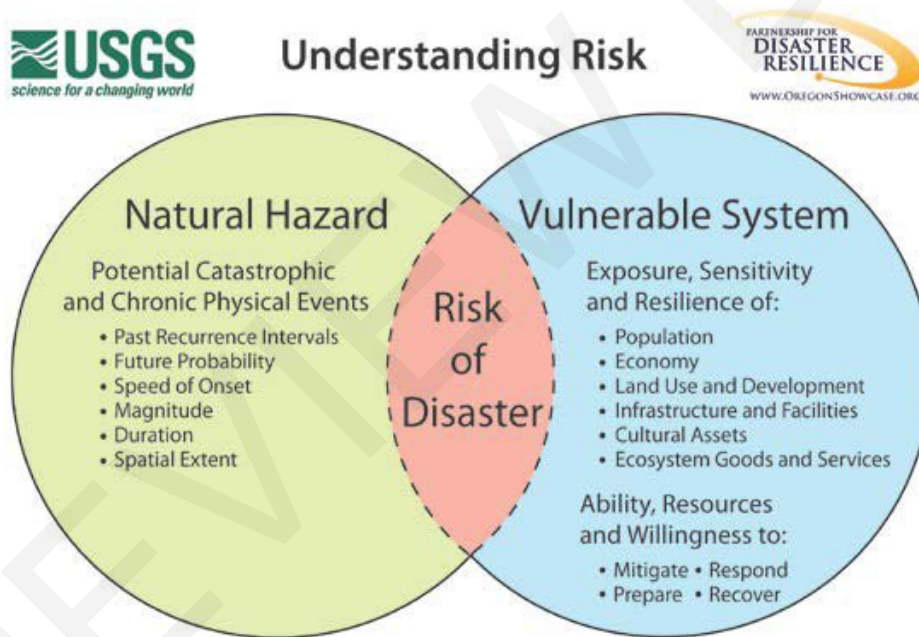 USGS
science for a changing world
Understanding Risk
PARTNERSHIP FOR
DISASTER
RESILIENCE
WWW.OREGONSHOWCASE.ORG
Natural Hazard
Potential Catastrophic
and Chronic Physical Events
• Past Recurrence Intervals
• Future Probability
• Speed of Onset
• Magnitude
• Duration
• Spatial Extent
Risk
of
Disaster
Vulnerable System
Exposure, Sensitivity
and Resilience of:
• Population
• Economy
• Land Use and Development
• Infrastructure and Facilities
• Cultural Assets
• Ecosystem Goods and Services
Ability, Resources
and Willingness to:
• Mitigate • Respond
• Prepare • Recover